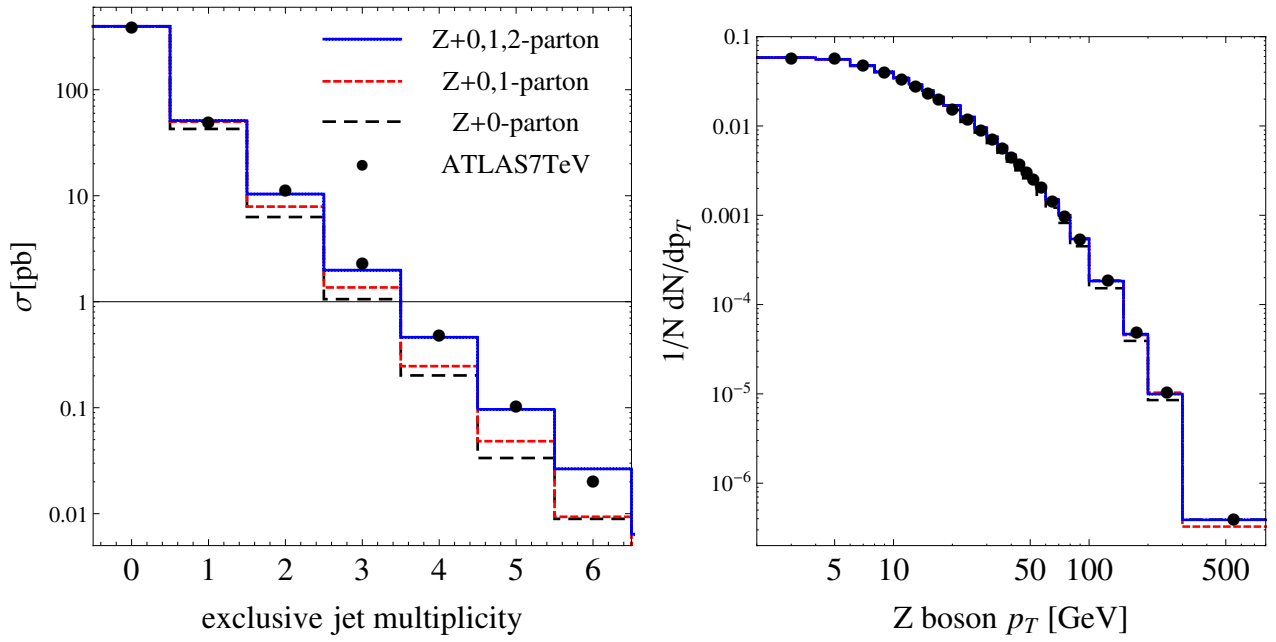 Z+0,1,2-parton
Z+0,1-parton
Z+0-parton
ATLAS7TeV
σ[pb]
100
10
1
0.1
0.01
0 1 2 3 4 5 6
exclusive jet multiplicity
1/N dN/dp_T
0.1
0.01
0.001
10⁻⁴
10⁻⁵
10⁻⁶
5 10 50 100 500
Z boson p_T [GeV]